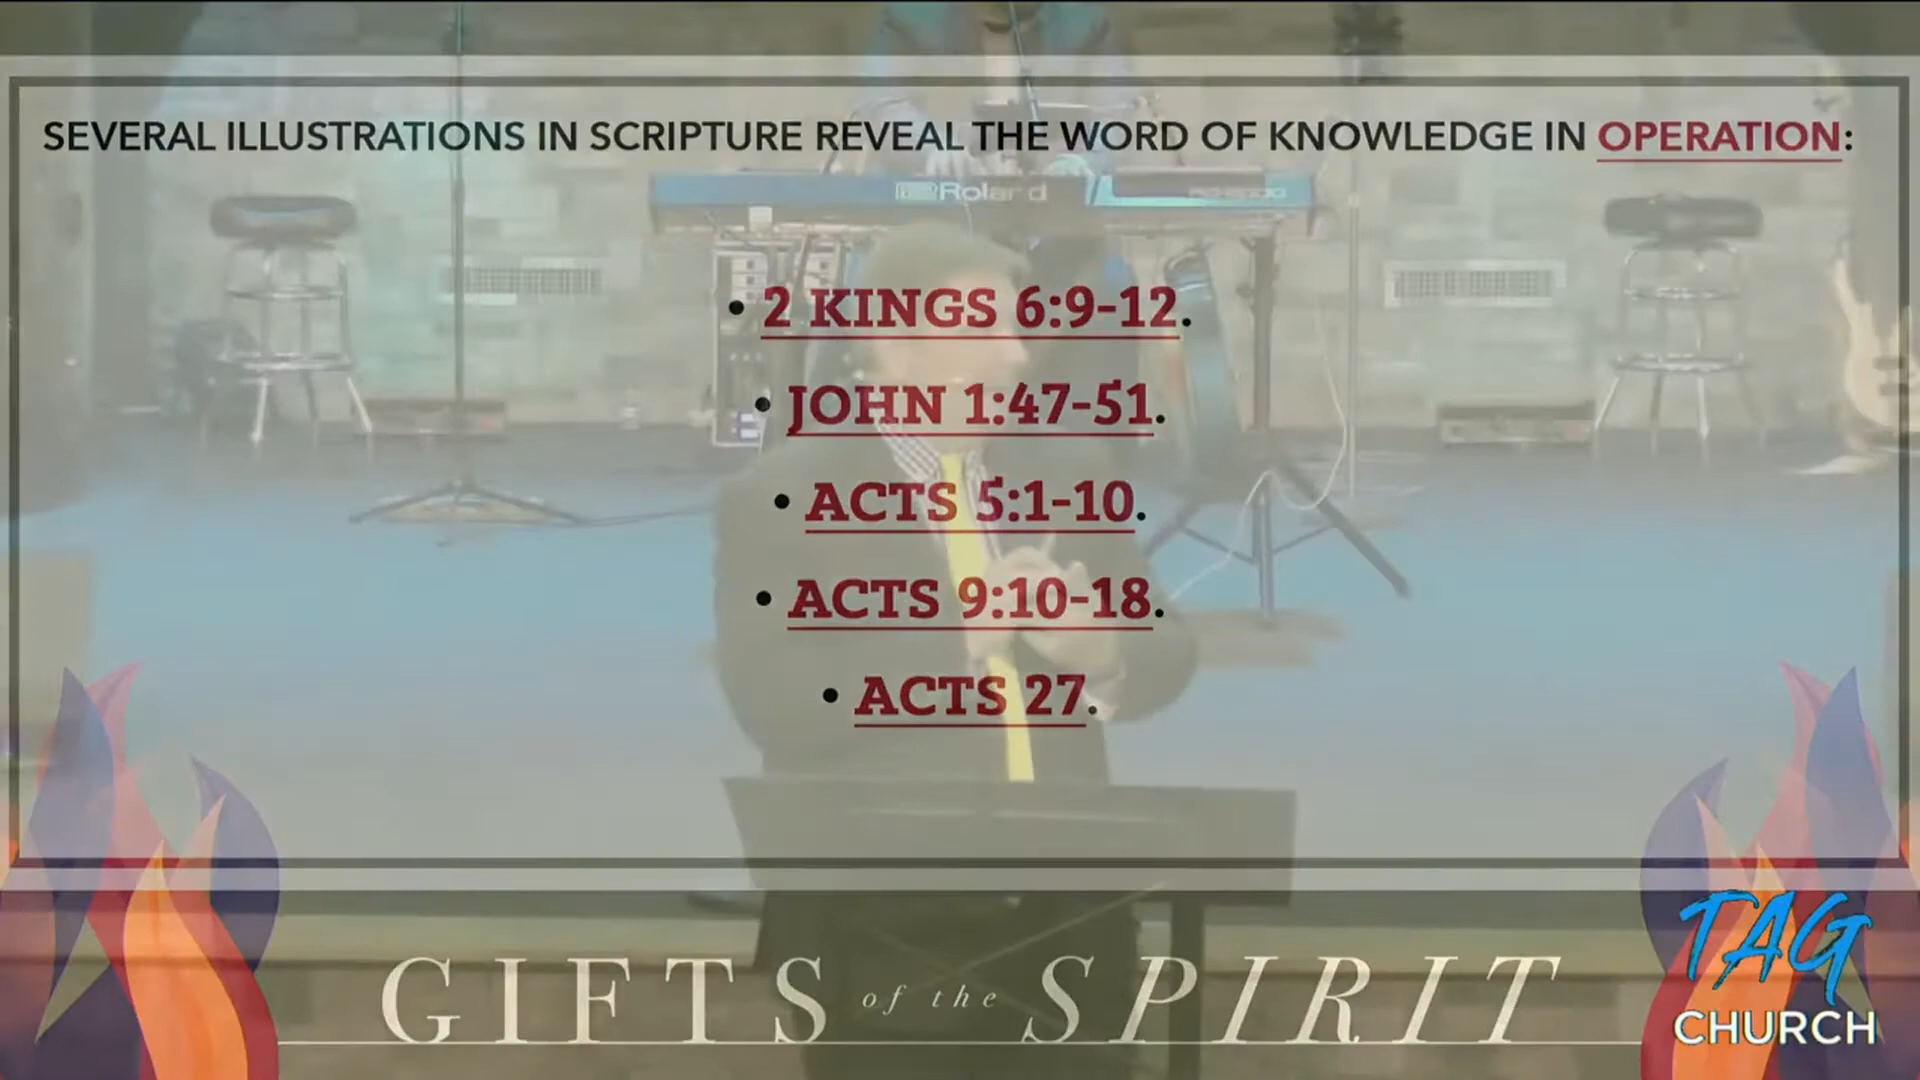 SEVERAL ILLUSTRATIONS IN SCRIPTURE REVEAL THE WORD OF KNOWLEDGE IN OPERATION:
Roland
• 2 KINGS 6:9-12.
• JOHN 1:47-51.
• ACTS 5:1-10.
• ACTS 9:10-18.
• ACTS 27.
TAG
CHURCH
GIFTS of the SPIRIT